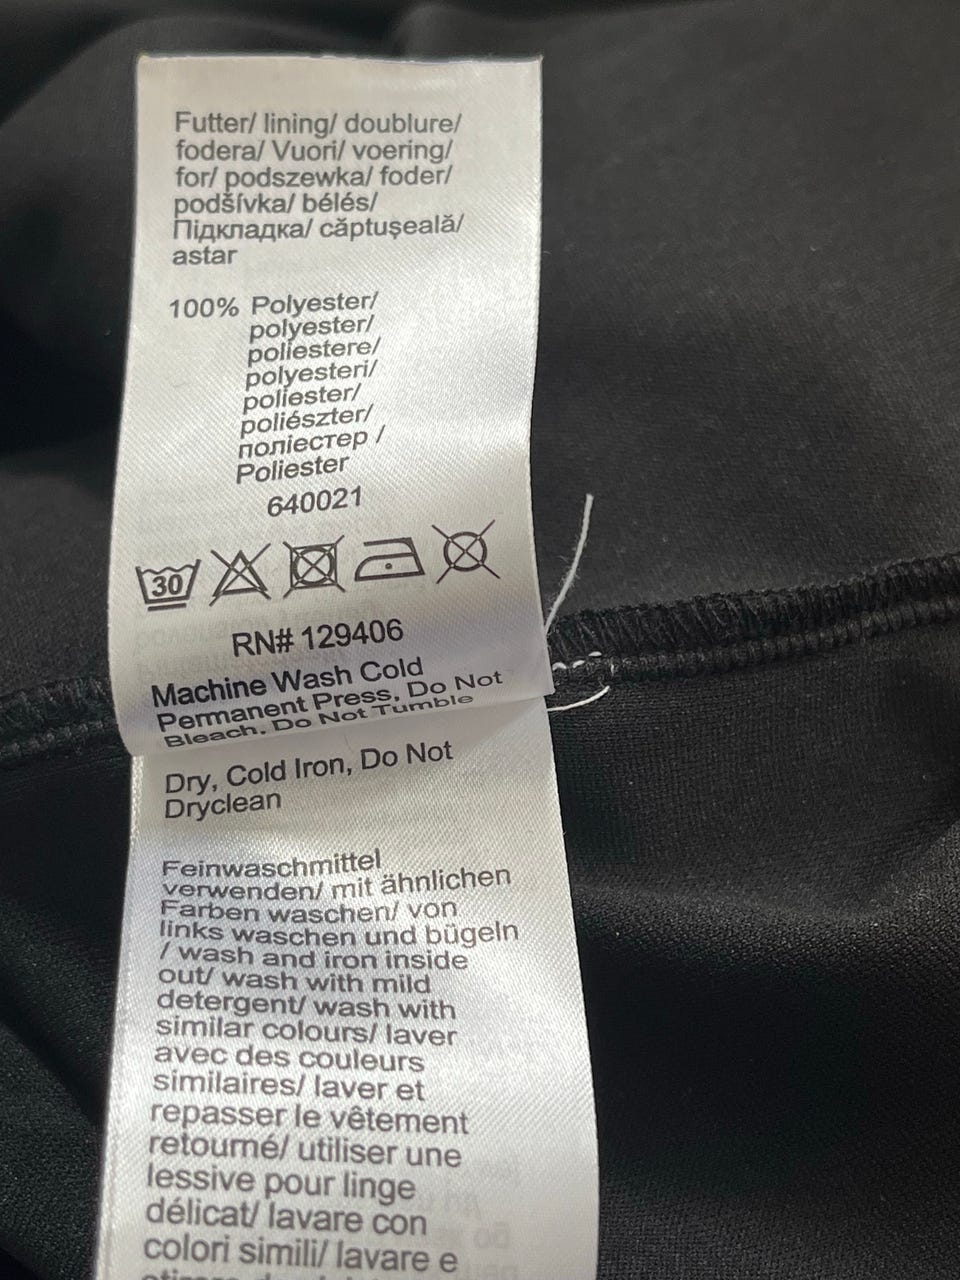 Futter/ lining/ doublure/
fodera/ Vuori/ voering/
for/ podszewka/ foder/
podšívka/ bélés/
Підкладка/ căptuşeală/
astar
100% Polyester/
polyester/
poliestere/
polyesteri/
poliester/
poliészter/
поліестер /
Poliester
640021
30
RN# 129406
Machine Wash Cold
Permanent Press, Do Not
Bleach, Do Not Tumble
Dry, Cold Iron, Do Not
Dryclean
Feinwaschmittel
verwenden/ mit ähnlichen
Farben waschen/ von
links waschen und bügeln
/ wash and iron inside
out/ wash with mild
detergent/ wash with
similar colours/ laver
avec des couleurs
similaires/ laver et
repasser le vêtement
retourné/ utiliser une
lessive pour linge
délicat/ lavare con
colori simili/ lavare e